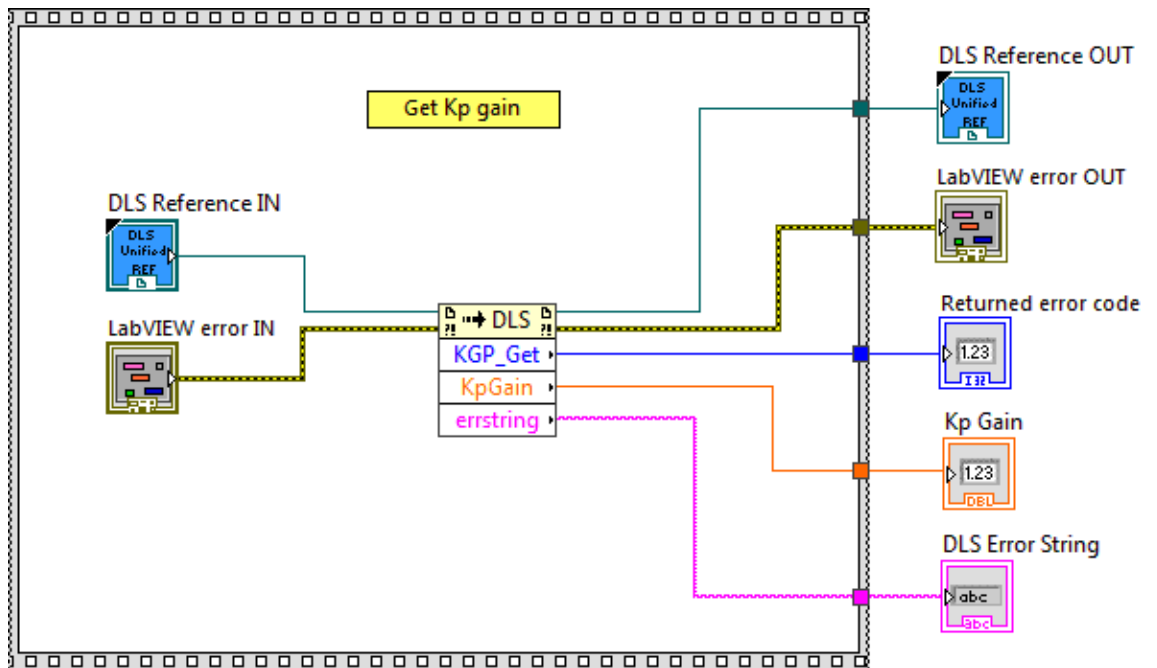 DLS Reference OUT
DLS
Unified
REF
Get Kp gain
LabVIEW error OUT
DLS Reference IN
DLS
Unified
REF
Returned error code
1.23
I32
LabVIEW error IN
DLS
KGP_Get
KpGain
errstring
Kp Gain
1.23
DBL
DLS Error String
abc
abc